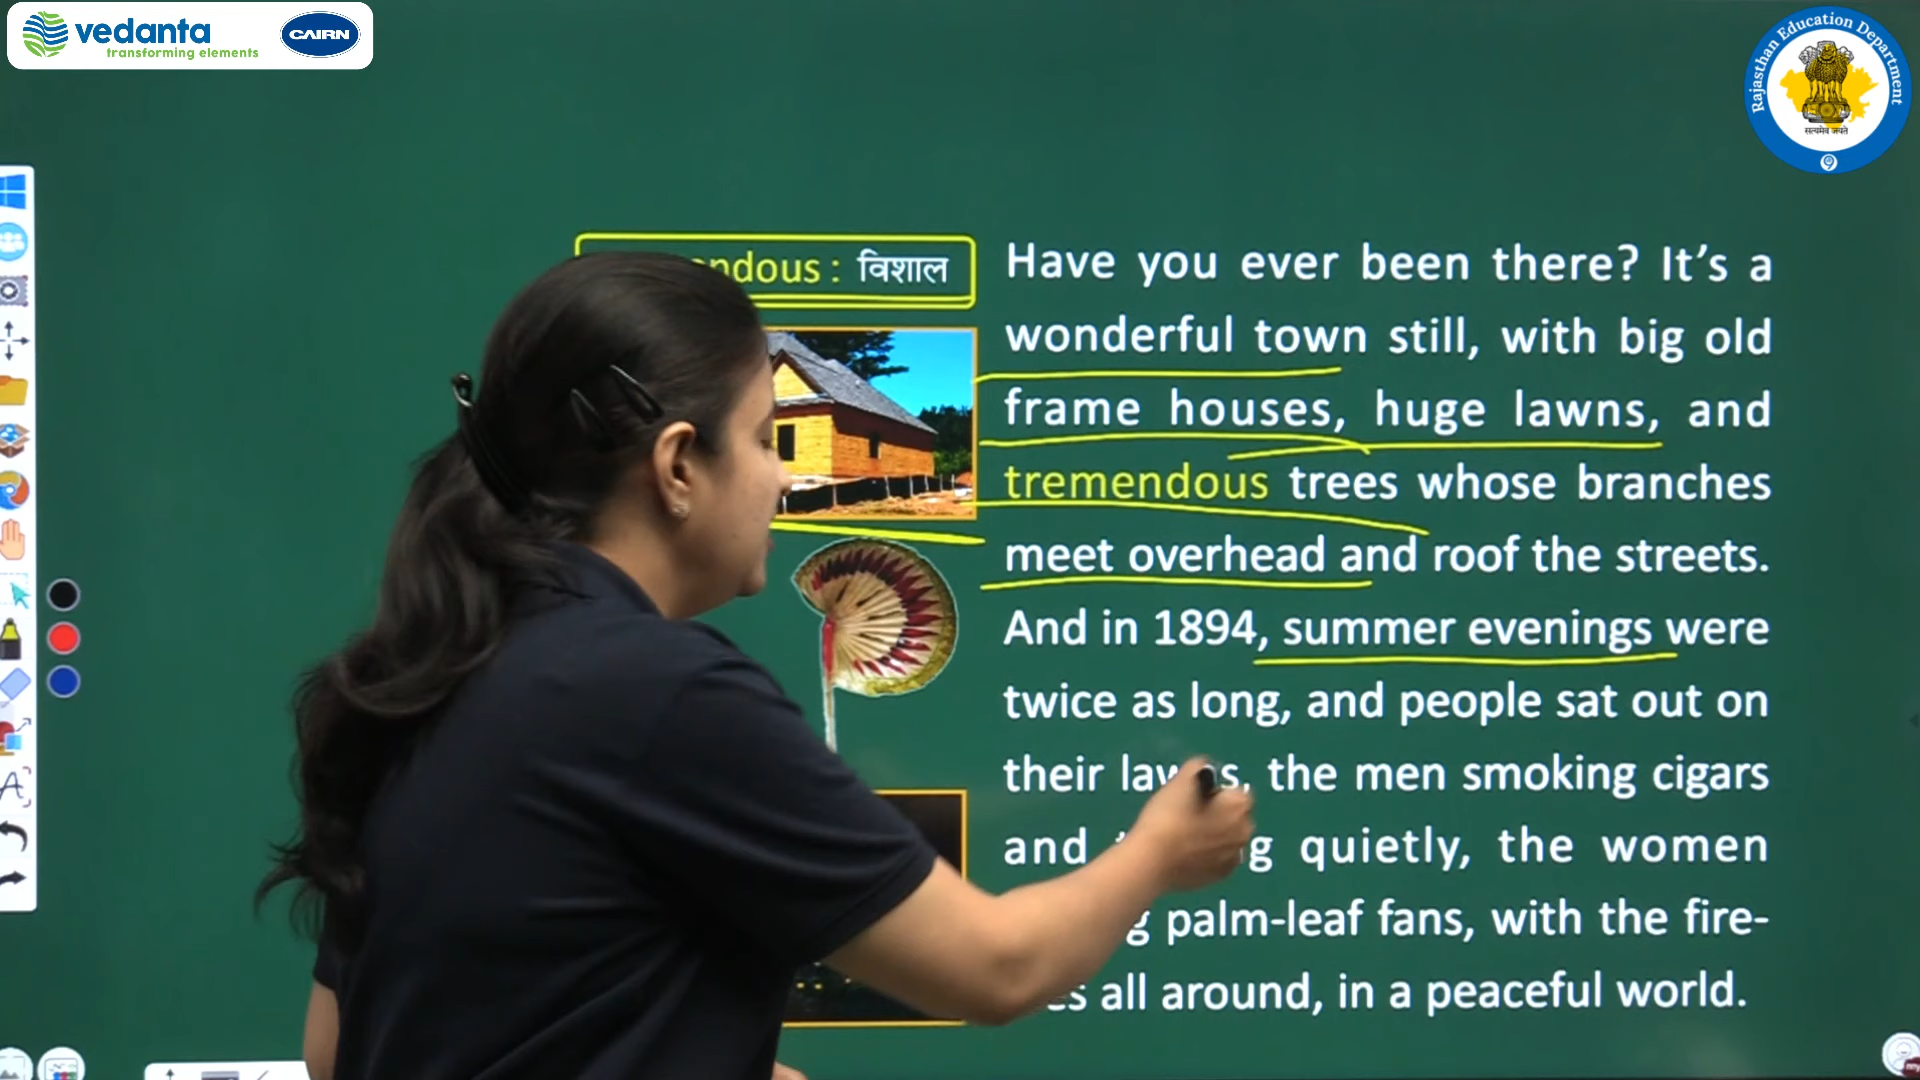 vedanta
transforming elements
CAIRN
Rajasthan Education Department
सत्यमेव जयते
ndous : विशाल
Have you ever been there? It's a
wonderful town still, with big old
frame houses, huge lawns, and
tremendous trees whose branches
meet overhead and roof the streets.
And in 1894, summer evenings were
twice as long, and people sat out on
their the men smoking cigars
and quietly, the women
palm-leaf fans, with the fire-
all around, in a peaceful world.